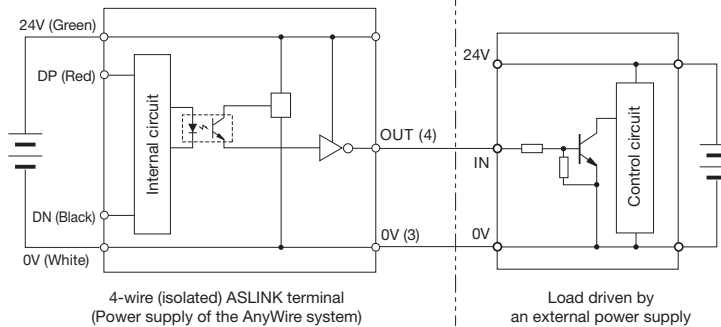 24V (Green)
DP (Red)
Internal circuit
DN (Black)
0V (White)
OUT (4)
0V (3)
24V
IN
0V
Control circuit
4-wire (isolated) ASLINK terminal
(Power supply of the AnyWire system)
Load driven by
an external power supply